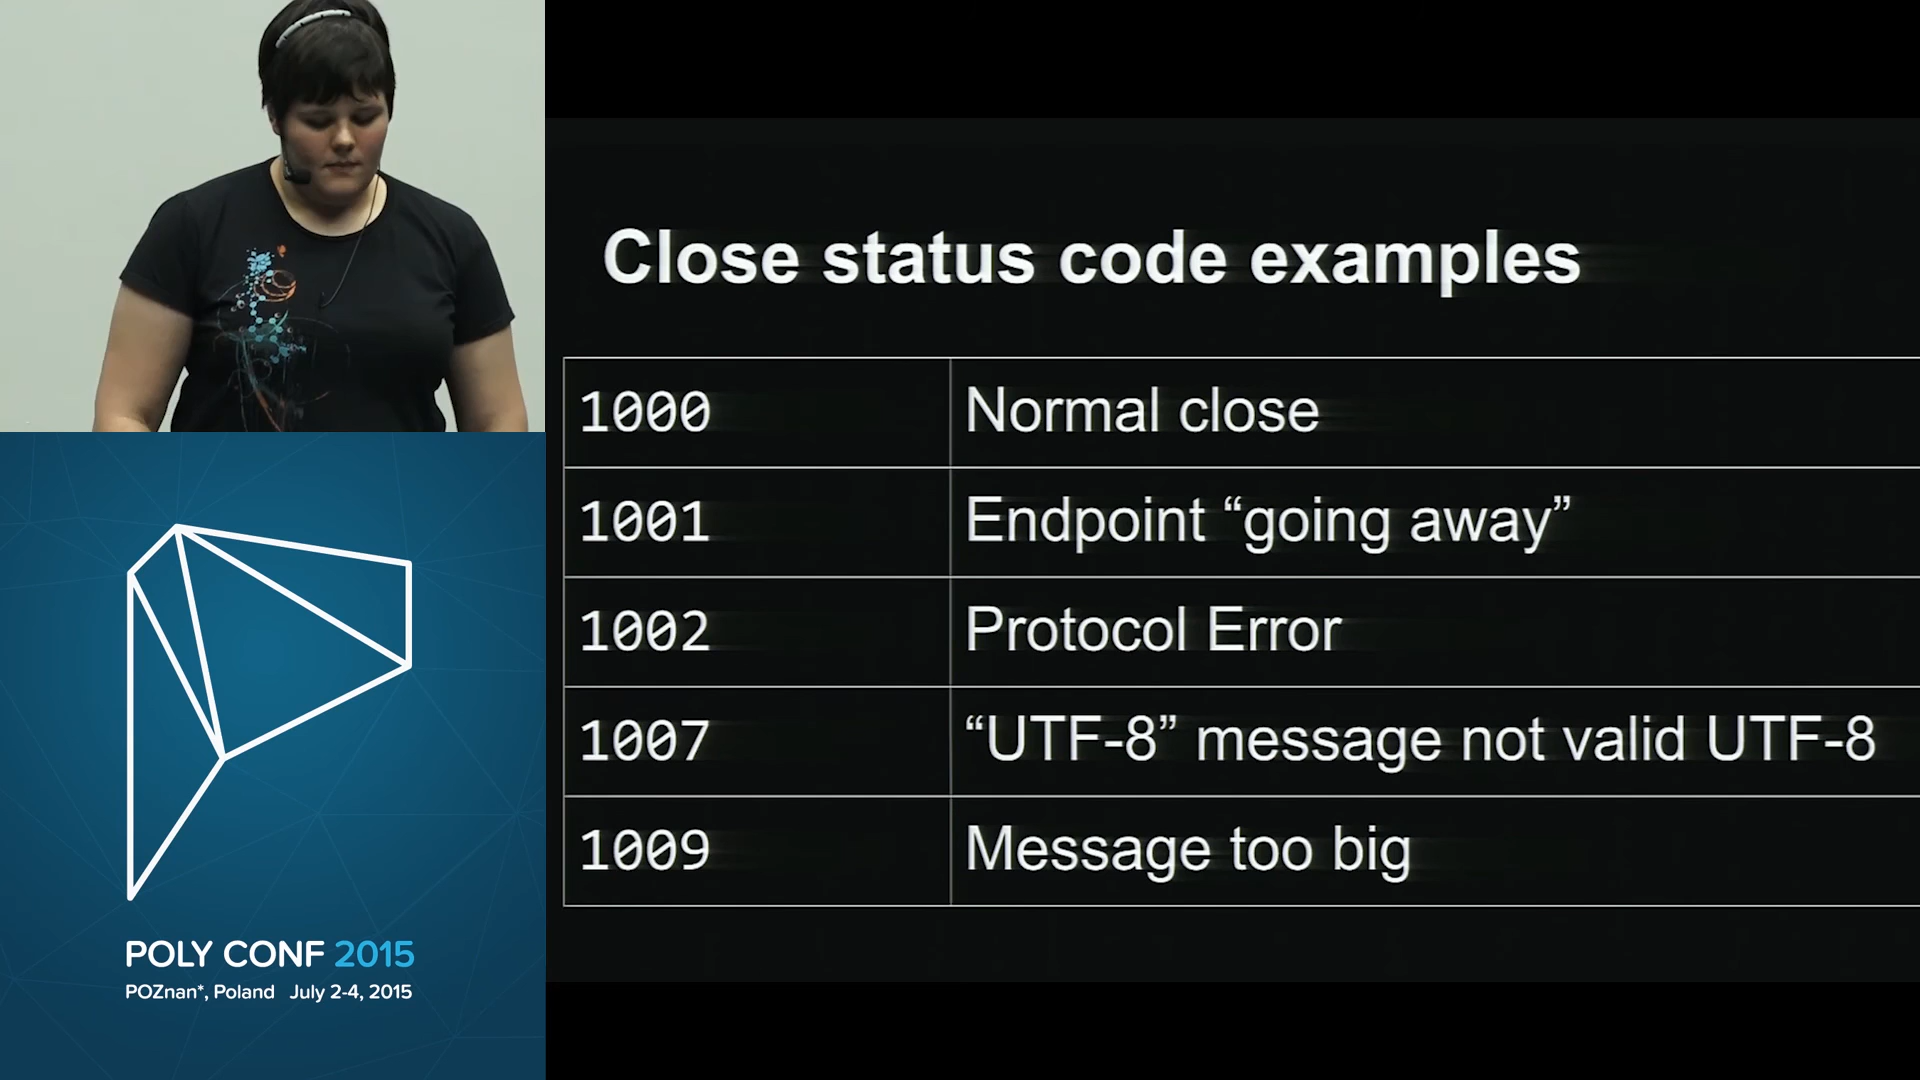 Close status code examples
1000 Normal close
1001 Endpoint “going away”
1002 Protocol Error
1007 “UTF-8” message not valid UTF-8
1009 Message too big
POLY CONF 2015
POZnan*, Poland July 2-4, 2015